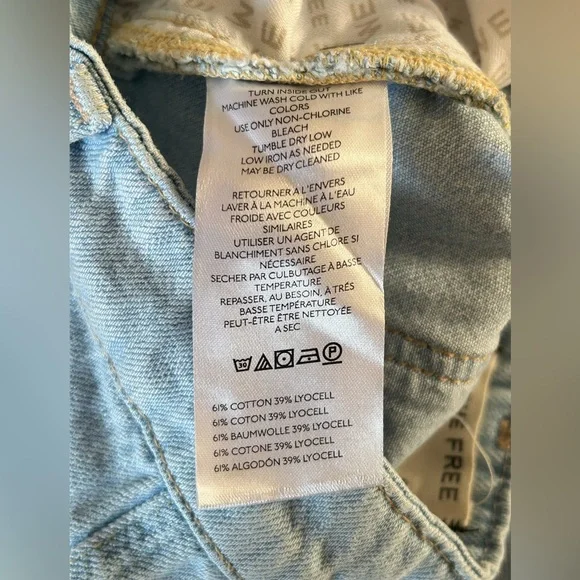 FREE
TURN INSIDE OUT
MACHINE WASH COLD WITH LIKE
COLORS
USE ONLY NON-CHLORINE
BLEACH
TUMBLE DRY LOW
LOW IRON AS NEEDED
MAY BE DRY CLEANED
RETOURNER À L'ENVERS
LAVER À LA MACHINE À L'EAU
FROIDE AVEC COULEURS
SIMILAIRES
UTILISER UN AGENT DE
BLANCHIMENT SANS CHLORE SI
NÉCESSAIRE
SECHER PAR CULBUTAGE À BASSE
TEMPERATURE
REPASSER, AU BESOIN, À TRÉS
BASSE TEMPÉRATURE
PEUT-ÊTRE ÊTRE NETTOYÉE
A SEC
30 P
61% COTTON 39% LYOCELL
61% COTON 39% LYOCELL
61% BAUMWOLLE 39% LYOCELL
61% COTONE 39% LYOCELL
61% ALGODÓN 39% LYOCELL
FREE